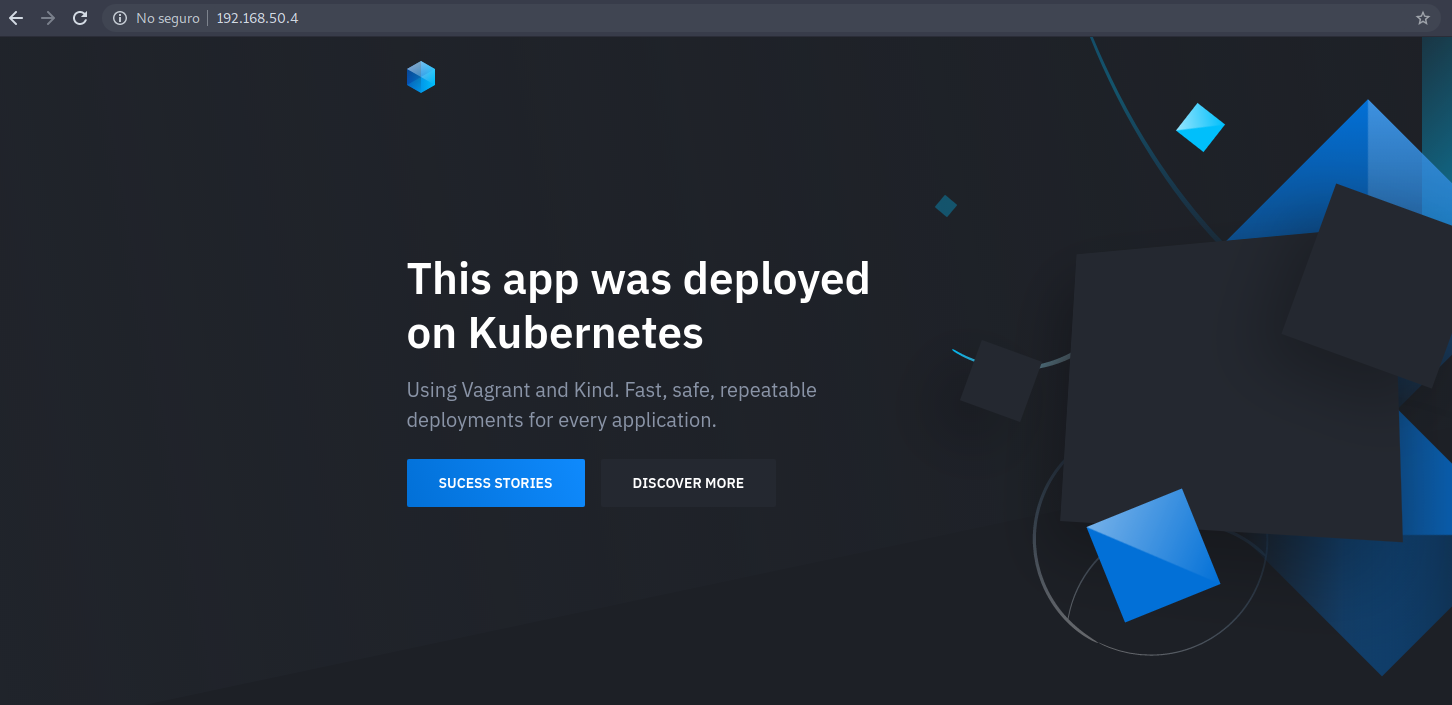 No seguro 192.168.50.4
This app was deployed
on Kubernetes
Using Vagrant and Kind. Fast, safe, repeatable
deployments for every application.
SUCESS STORIES DISCOVER MORE